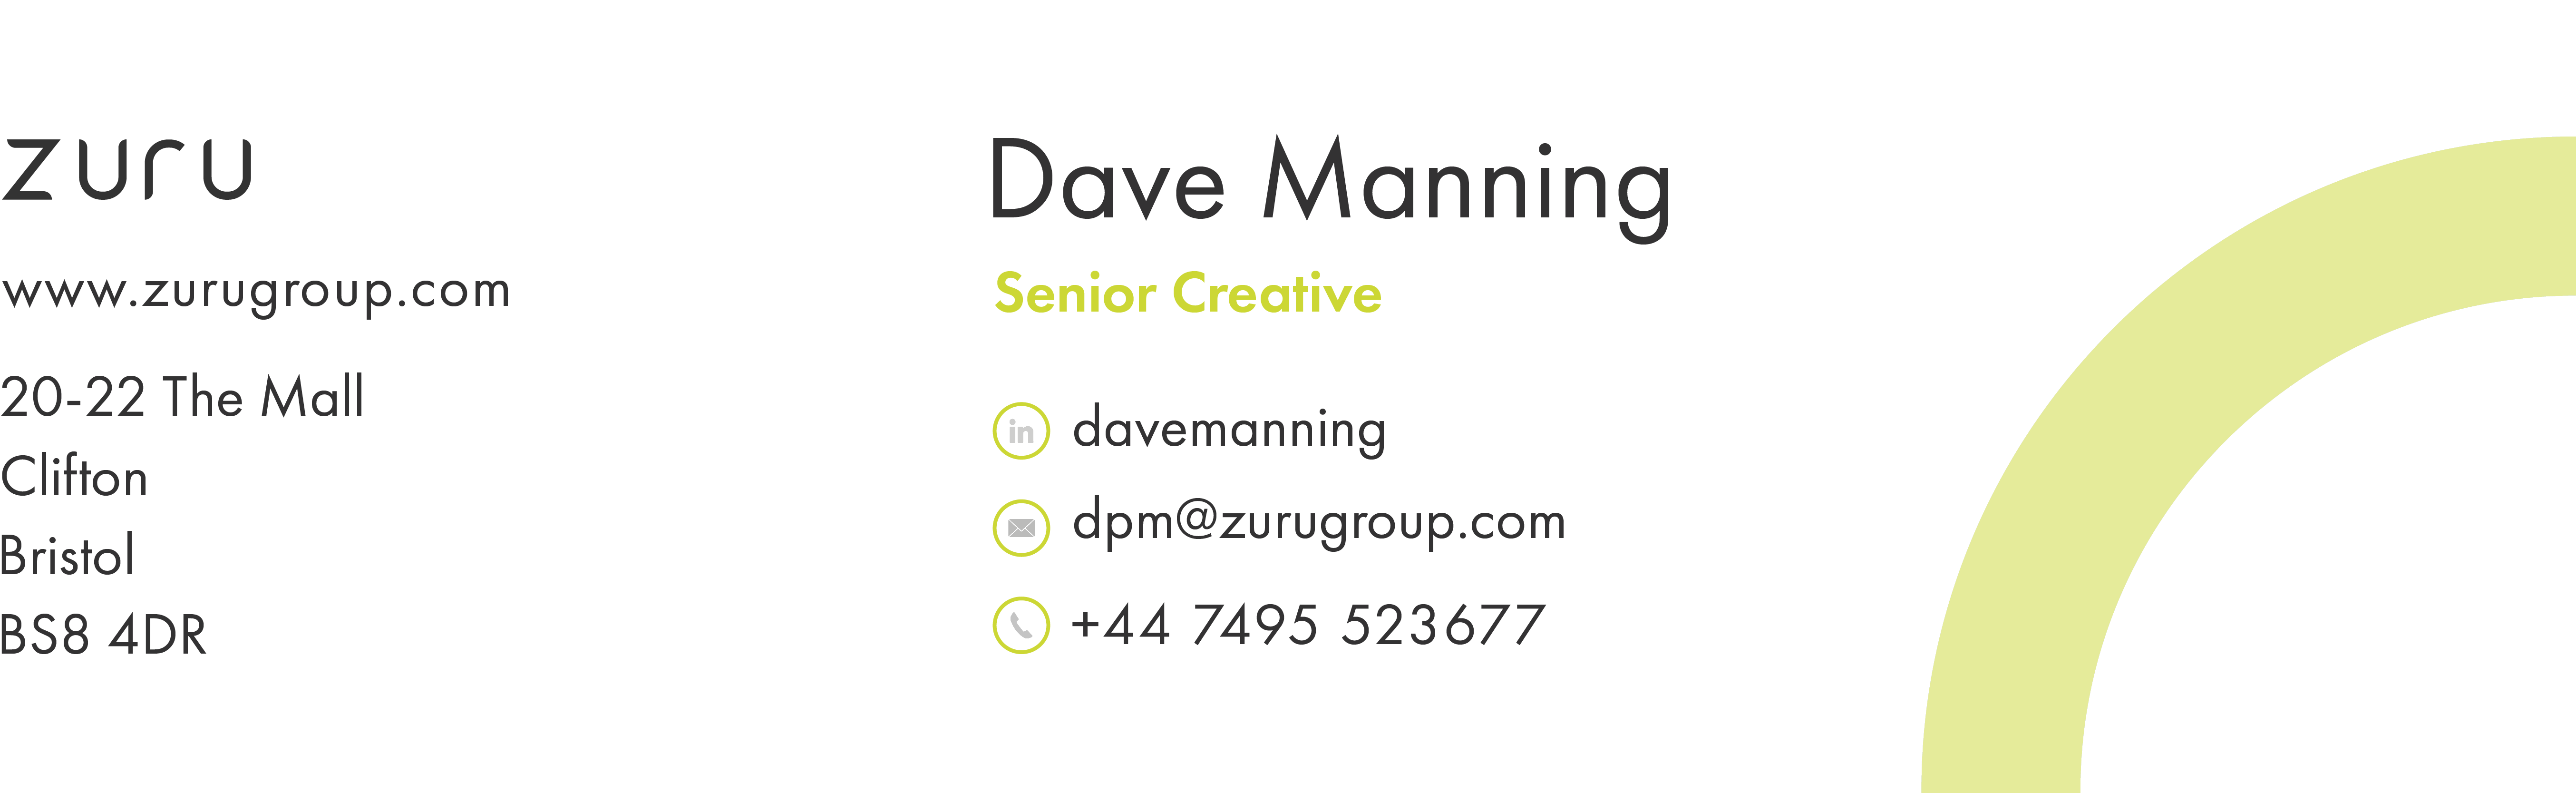 zuru
www.zurugroup.com
20-22 The Mall
Clifton
Bristol
BS8 4DR
Dave Manning
Senior Creative
in davemanning
dpm@zurugroup.com
+44 7495 523677